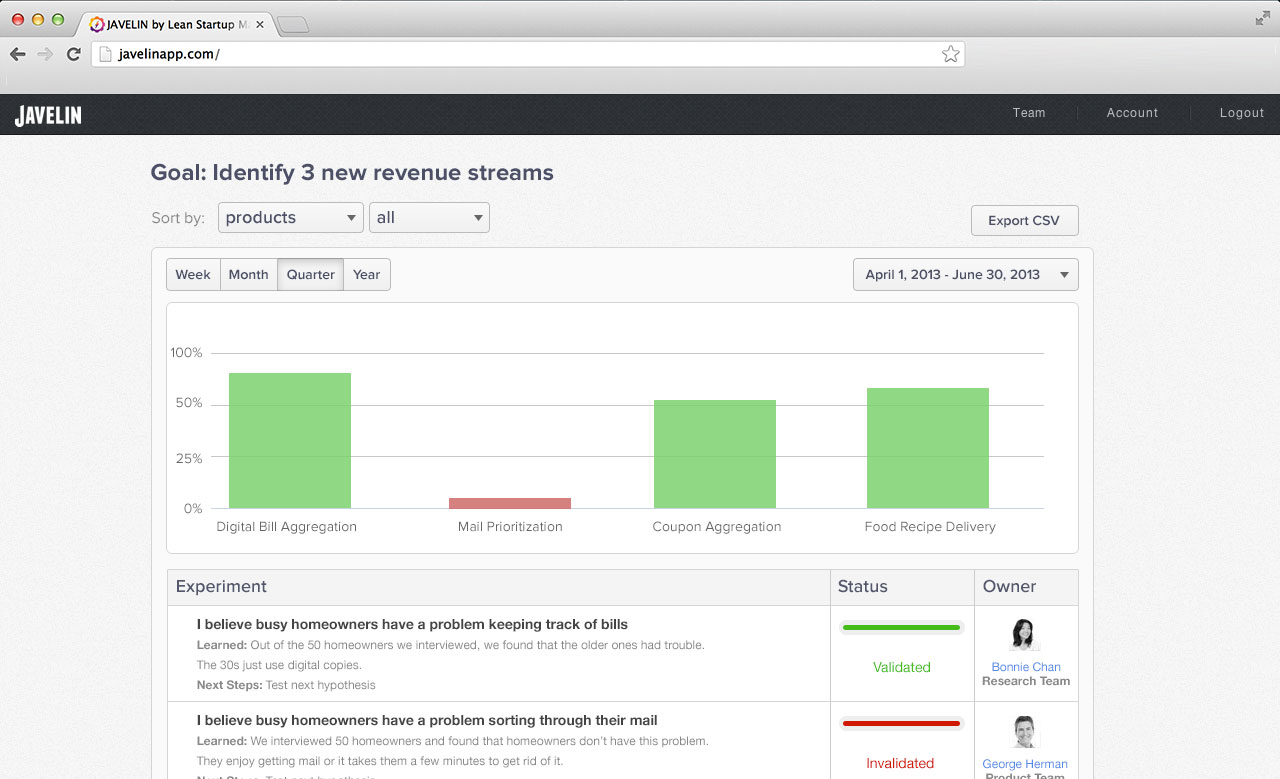 JAVELIN by Lean Startup M
javelinapp.com/
JAVELIN
Team
Account
Logout
Goal: Identify 3 new revenue streams
Sort by:
products
all
Export CSV
Week
Month
Quarter
Year
April 1, 2013 - June 30, 2013
100%
50%
25%
0%
Digital Bill Aggregation
Mail Prioritization
Coupon Aggregation
Food Recipe Delivery
Experiment
Status
Owner
I believe busy homeowners have a problem keeping track of bills
Learned: Out of the 50 homeowners we interviewed, we found that the older ones had trouble.
The 30s just use digital copies.
Next Steps: Test next hypothesis
Validated
Bonnie Chan
Research Team
I believe busy homeowners have a problem sorting through their mail
Learned: We interviewed 50 homeowners and found that homeowners don't have this problem.
They enjoy getting mail or it takes them a few minutes to get rid of it.
Next Steps: Test next hypothesis
Invalidated
George Herman
Product Team